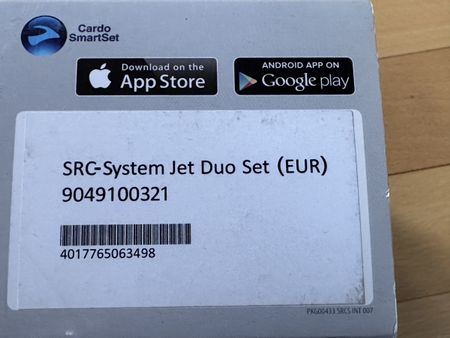 Cardo
SmartSet
Download on the
App Store
ANDROID APP ON
Google play
SRC-System Jet Duo Set (EUR)
9049100321
4017765063498
PKG00433 SRCS INT 007